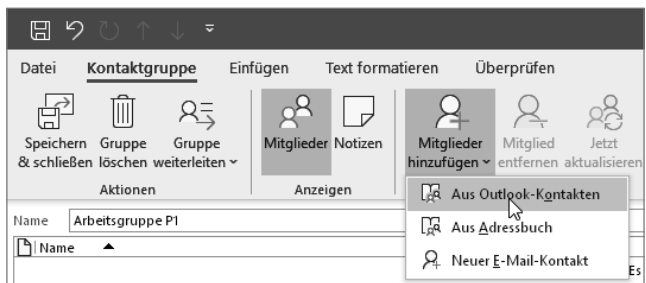 Datei Kontaktgruppe Einfügen Text formatieren Überprüfen
Speichern & schließen
Gruppe löschen
Gruppe weiterleiten
Mitglieder
Notizen
Mitglieder hinzufügen
Mitglied entfernen
Jetzt aktualisieren
Aktionen
Anzeigen
Aus Outlook-Kontakten
Aus Adressbuch
Neuer E-Mail-Kontakt
Name Arbeitsgruppe P1
Name
Es